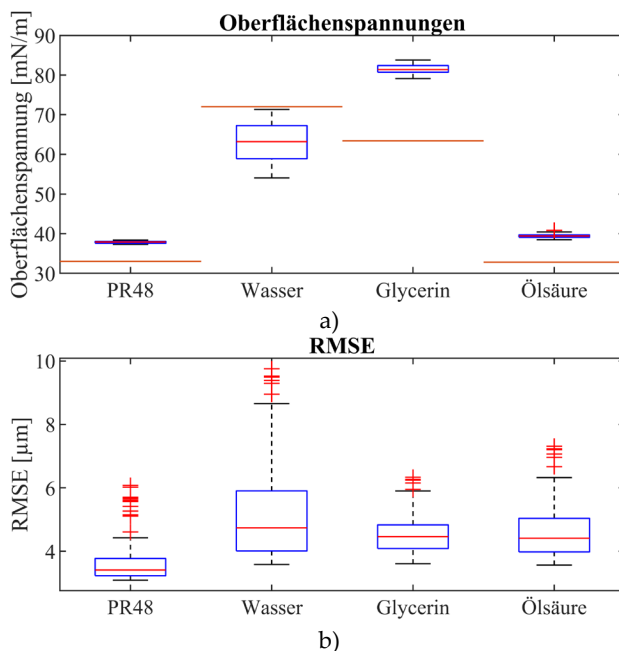 Oberflächenspannungen
Oberflächenspannung [mN/m]
90
80
70
60
50
40
30
PR48 Wasser Glycerin Ölsäure
a)
RMSE
RMSE [µm]
10
8
6
4
PR48 Wasser Glycerin Ölsäure
b)